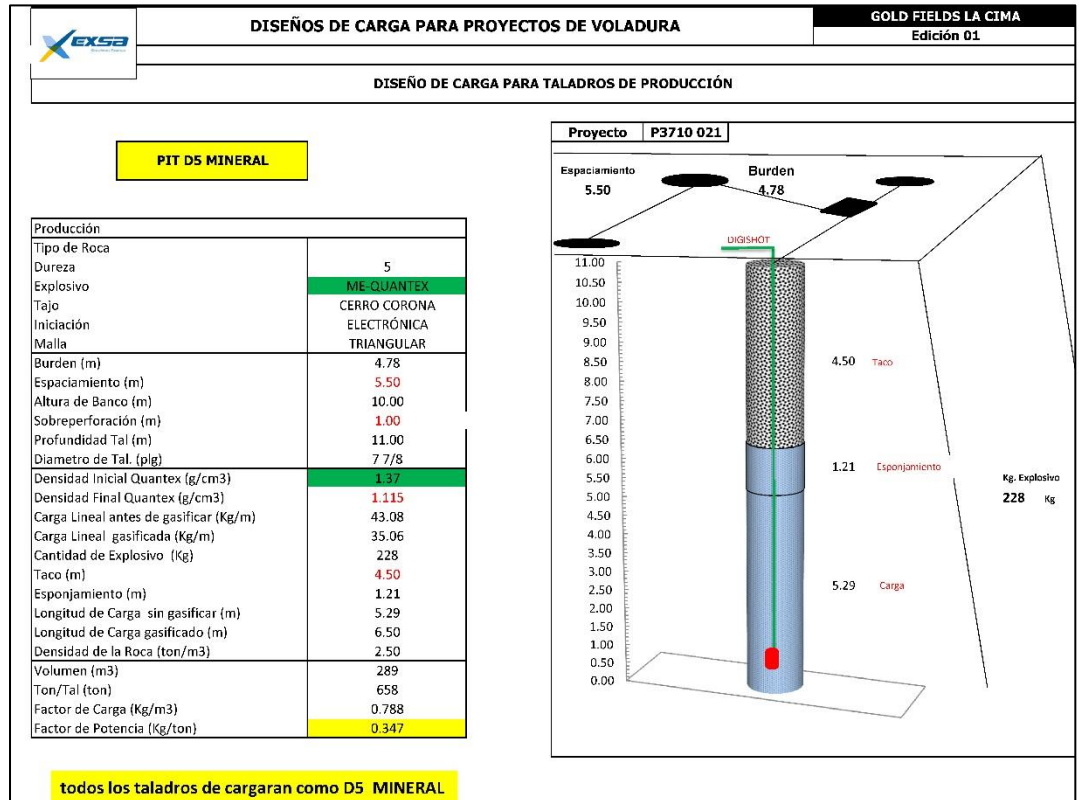 EXSA
DISEÑOS DE CARGA PARA PROYECTOS DE VOLADURA
GOLD FIELDS LA CIMA
Edición 01
DISEÑO DE CARGA PARA TALADROS DE PRODUCCIÓN
PIT D5 MINERAL
Producción
Tipo de Roca
Dureza 5
Explosivo ME-QUANTEX
Tajo CERRO CORONA
Iniciación ELECTRÓNICA
Malla TRIANGULAR
Burden (m) 4.78
Espaciamiento (m) 5.50
Altura de Banco (m) 10.00
Sobreperforación (m) 1.00
Profundidad Tal (m) 11.00
Diametro de Tal. (plg) 7 7/8
Densidad Inicial Quantex (g/cm3) 1.37
Densidad Final Quantex (g/cm3) 1.115
Carga Lineal antes de gasificar (Kg/m) 43.08
Carga Lineal gasificada (Kg/m) 35.06
Cantidad de Explosivo (Kg) 228
Taco (m) 4.50
Esponjamiento (m) 1.21
Longitud de Carga sin gasificar (m) 5.29
Longitud de Carga gasificado (m) 6.50
Densidad de la Roca (ton/m3) 2.50
Volumen (m3) 289
Ton/Tal (ton) 658
Factor de Carga (Kg/m3) 0.788
Factor de Potencia (Kg/ton) 0.347
todos los taladros de cargaran como D5 MINERAL
Proyecto P3710 021
Espaciamiento
5.50
Burden
4.78
DIGISHOT
11.00
10.50
10.00
9.50
9.00
8.50
8.00
7.50
7.00
6.50
6.00
5.50
5.00
4.50
4.00
3.50
3.00
2.50
2.00
1.50
1.00
0.50
0.00
4.50 Taco
1.21 Esponjamiento
5.29 Carga
Kg. Explosivo
228 Kg